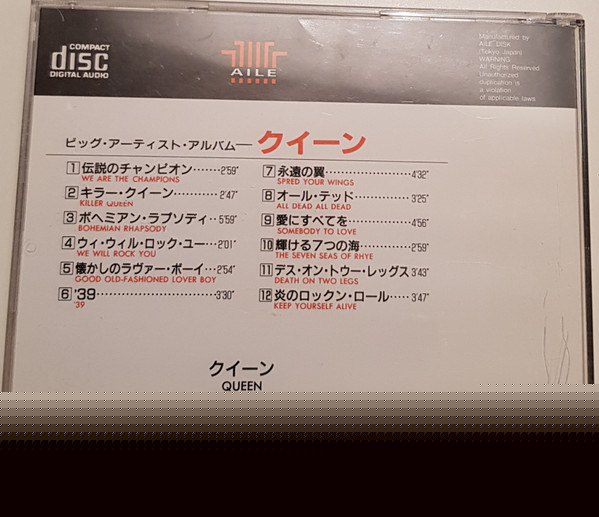 COMPACT
disc
DIGITAL AUDIO
AILE
Manufactured by
AILE DISK
(Tokyo Japan)
WARNING
All Rights Reserved.
Unauthorized
duplication is
a violation
of applicable laws.
ビッグ・アーティスト・アルバム― クイーン
1 伝説のチャンピオン……2'59"
WE ARE THE CHAMPIONS
2 キラー・クイーン………2'47"
KILLER QUEEN
3 ボヘミアン・ラプソディ‥5'59"
BOHEMIAN RHAPSODY
4 ウィ・ウィル・ロック・ユー…2'01"
WE WILL ROCK YOU
5 懐かしのラヴァー・ボーイ…2'54"
GOOD OLD-FASHIONED LOVER BOY
6 '39……………………3'30"
'39
7 永遠の翼………………4'32"
SPRED YOUR WINGS
8 オール・デッド…………3'25"
ALL DEAD ALL DEAD
9 愛にすべてを…………4'56"
SOMEBODY TO LOVE
10 輝ける7つの海…………2'59"
THE SEVEN SEAS OF RHYE
11 デス・オン・トゥー・レッグス 3'43"
DEATH ON TWO LEGS
12 炎のロックン・ロール……3'47"
KEEP YOURSELF ALIVE
クイーン
QUEEN